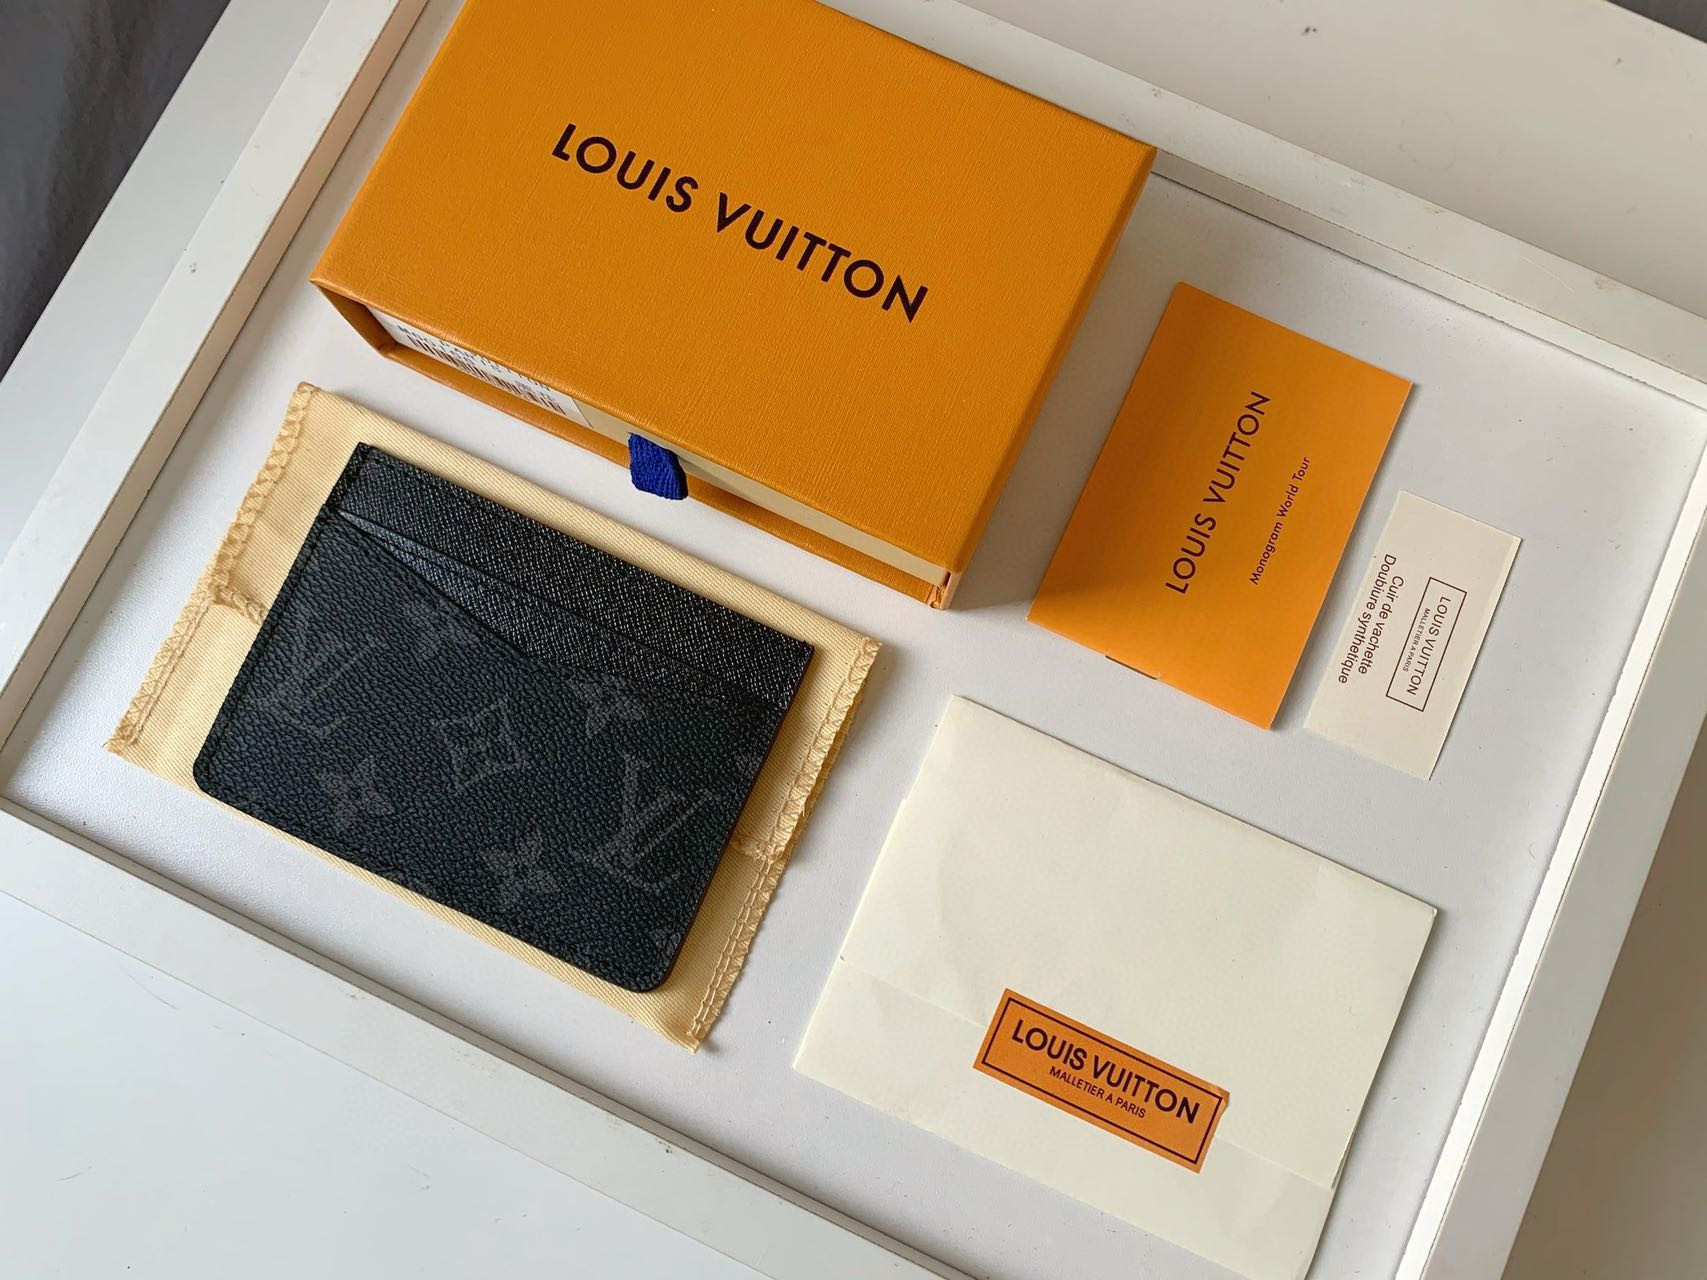 LOUIS VUITTON
LOUIS VUITTON
Monogram World Tour
LOUIS VUITTON
MALLETIER A PARIS
Cuir de vachette
Doublure synthetique
LOUIS VUITTON
MALLETIER A PARIS